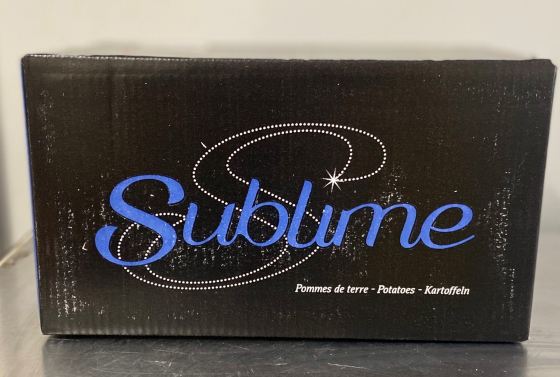 Sublime
Pommes de terre - Potatoes - Kartoffeln